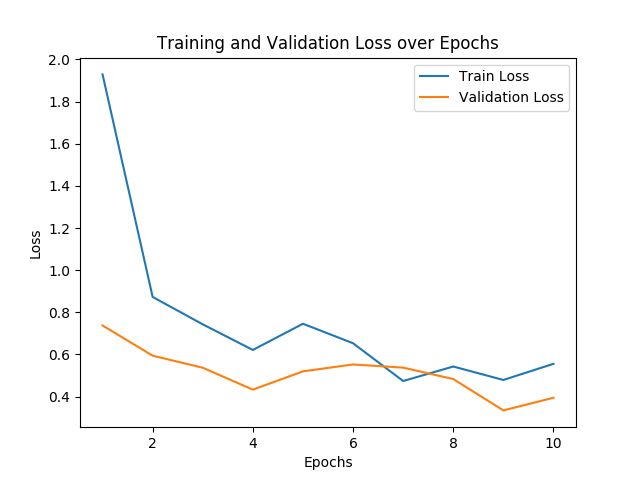 Training and Validation Loss over Epochs
Train Loss
Validation Loss
2.0
1.8
1.6
1.4
1.2
1.0
0.8
0.6
0.4
Loss
2 4 6 8 10
Epochs